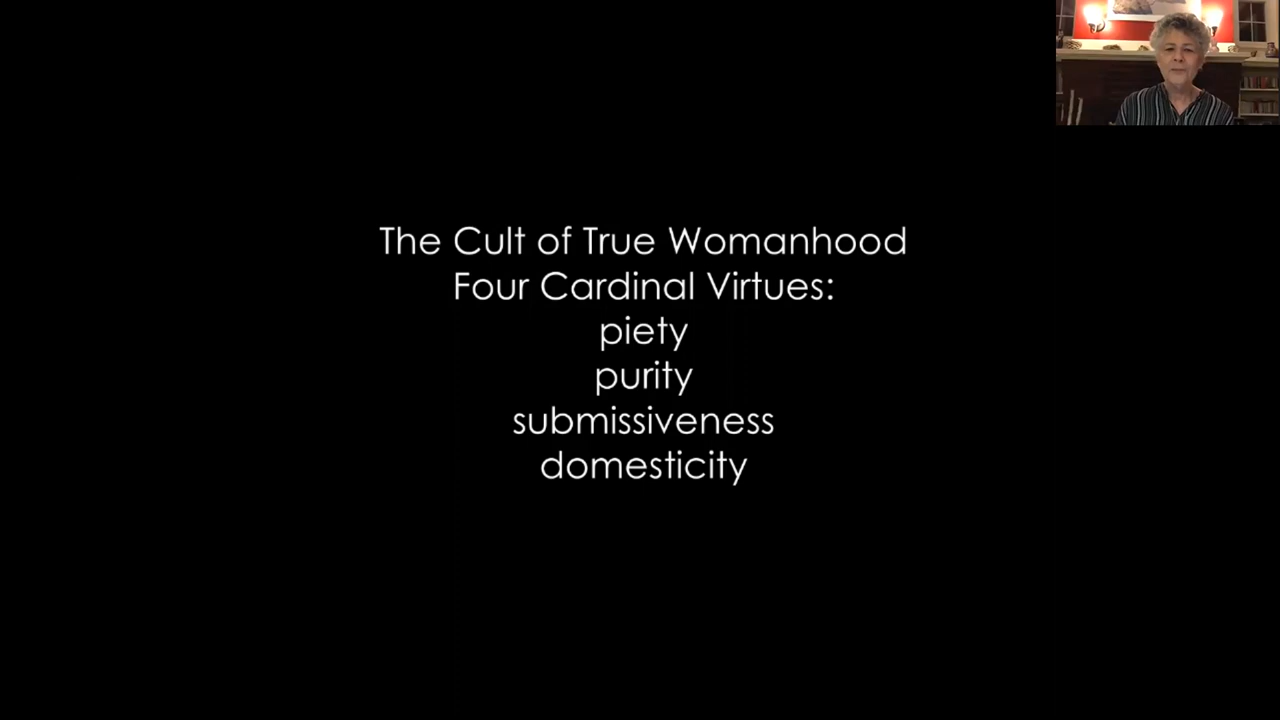 The Cult of True Womanhood
Four Cardinal Virtues:
piety
purity
submissiveness
domesticity